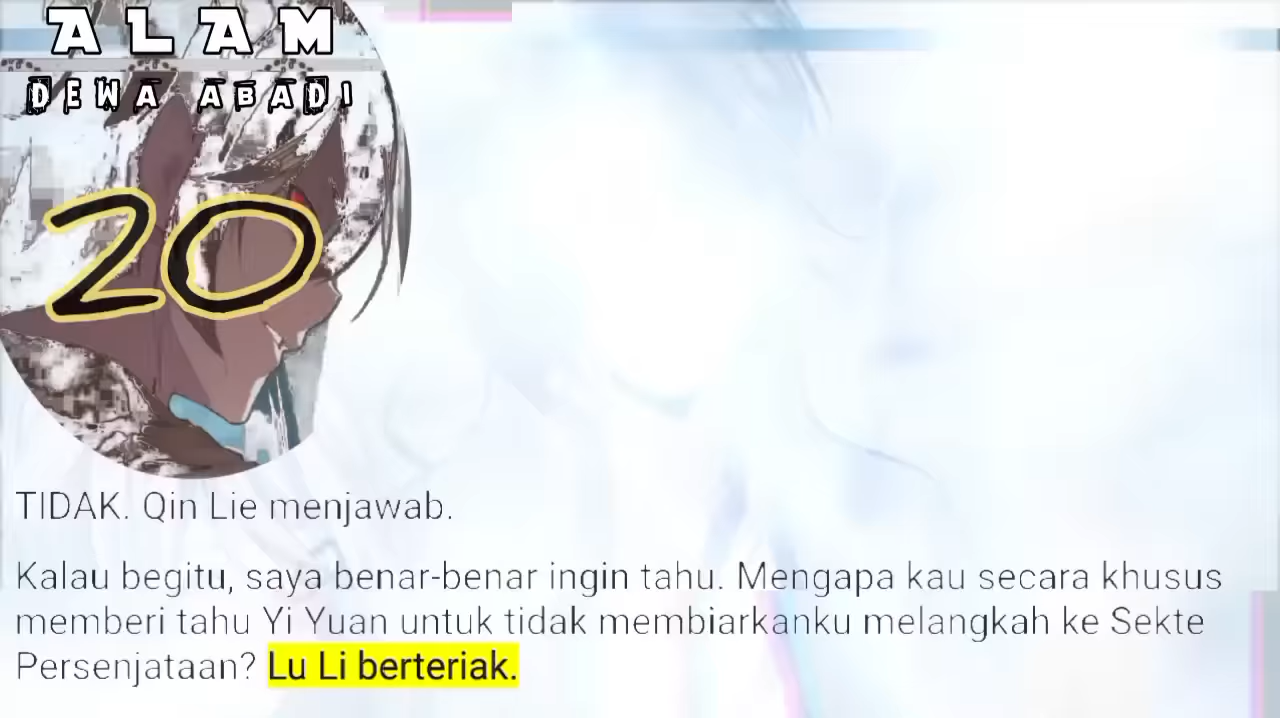 ALAM
DEWA ABADI
20
TIDAK. Qin Lie menjawab.
Kalau begitu, saya benar-benar ingin tahu. Mengapa kau secara khusus
memberi tahu Yi Yuan untuk tidak membiarkanku melangkah ke Sekte
Persenjataan? Lu Li berteriak.